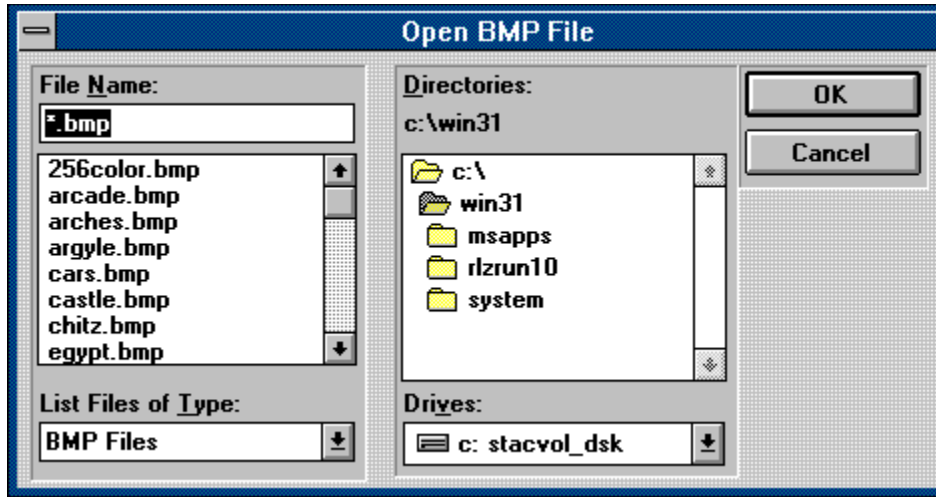 Open BMP File
File Name:
*.bmp
256color.bmp
arcade.bmp
arches.bmp
argyle.bmp
cars.bmp
castle.bmp
chitz.bmp
egypt.bmp
List Files of Type:
BMP Files
Directories:
c:\win31
c:\
win31
msapps
rlzrun10
system
Drives:
c: stacvol_dsk
OK
Cancel